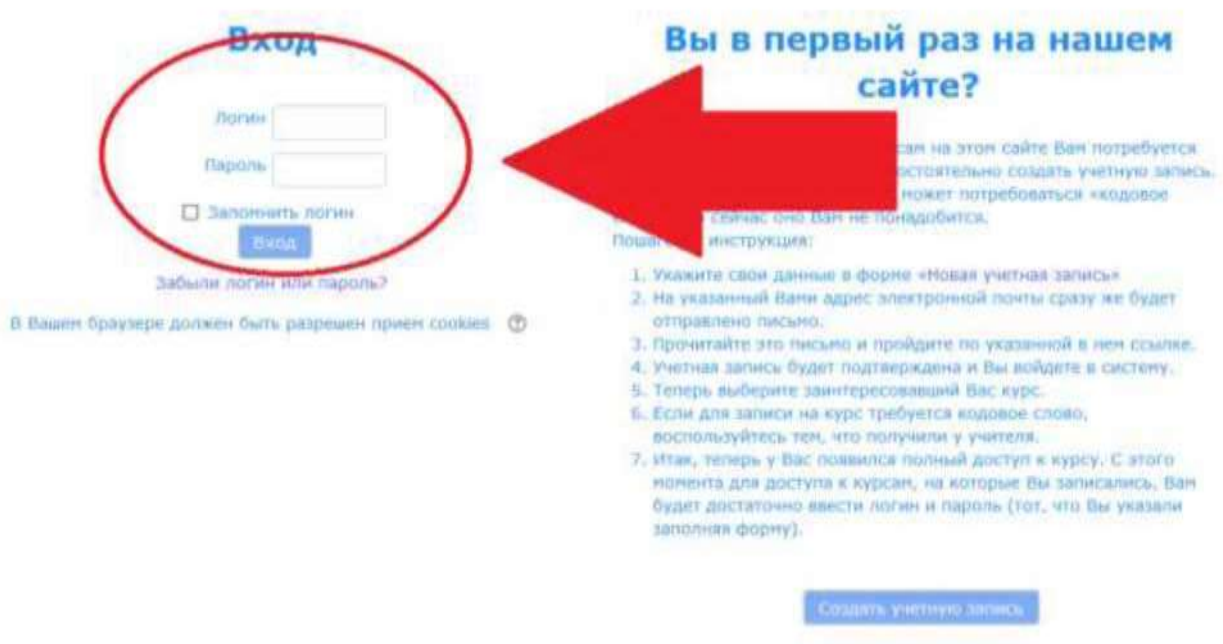 Вход
Логин
Пароль
Запомнить логин
Вход
Забыли логин или пароль?
В Вашем браузере должен быть разрешен прием cookies
Вы в первый раз на нашем
сайте?
на этом сайте Вам потребуется
создать учетную запись.
может потребоваться «кодовое
сейчас оно Вам не понадобится.
инструкция:
1. Укажите свои данные в форме «Новая учетная запись»
2. На указанный Вами адрес электронной почты сразу же будет
отправлено письмо.
3. Прочитайте это письмо и пройдите по указанной в нем ссылке.
4. Учетная запись будет подтверждена и Вы войдете в систему.
5. Теперь выберите заинтересовавший Вас курс.
6. Если для записи на курс требуется кодовое слово,
воспользуйтесь тем, что получили у учителя.
7. Итак, теперь у Вас появился полный доступ к курсу. С этого
момента для доступа к курсам, на которые Вы записались, Вам
будет достаточно ввести логин и пароль (тот, что Вы указали
заполняя форму).
Создать учетную запись